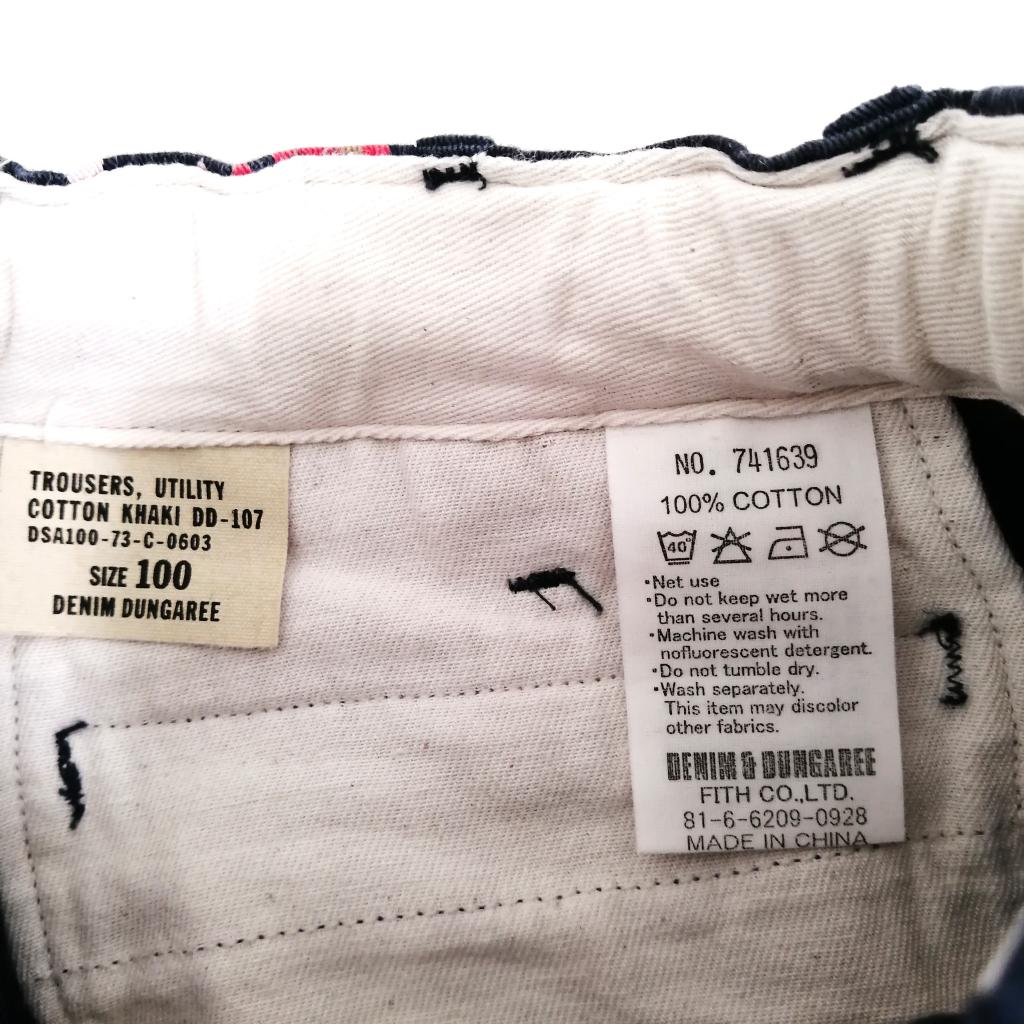 TROUSERS, UTILITY
COTTON KHAKI DD-107
DSA100-73-C-0603
SIZE 100
DENIM DUNGAREE
NO. 741639
100% COTTON
40°
・Net use
・Do not keep wet more
than several hours.
・Machine wash with
nofluorescent detergent.
・Do not tumble dry.
・Wash separately.
This item may discolor
other fabrics.
DENIM & DUNGAREE
FITH CO.,LTD.
81-6-6209-0928
MADE IN CHINA